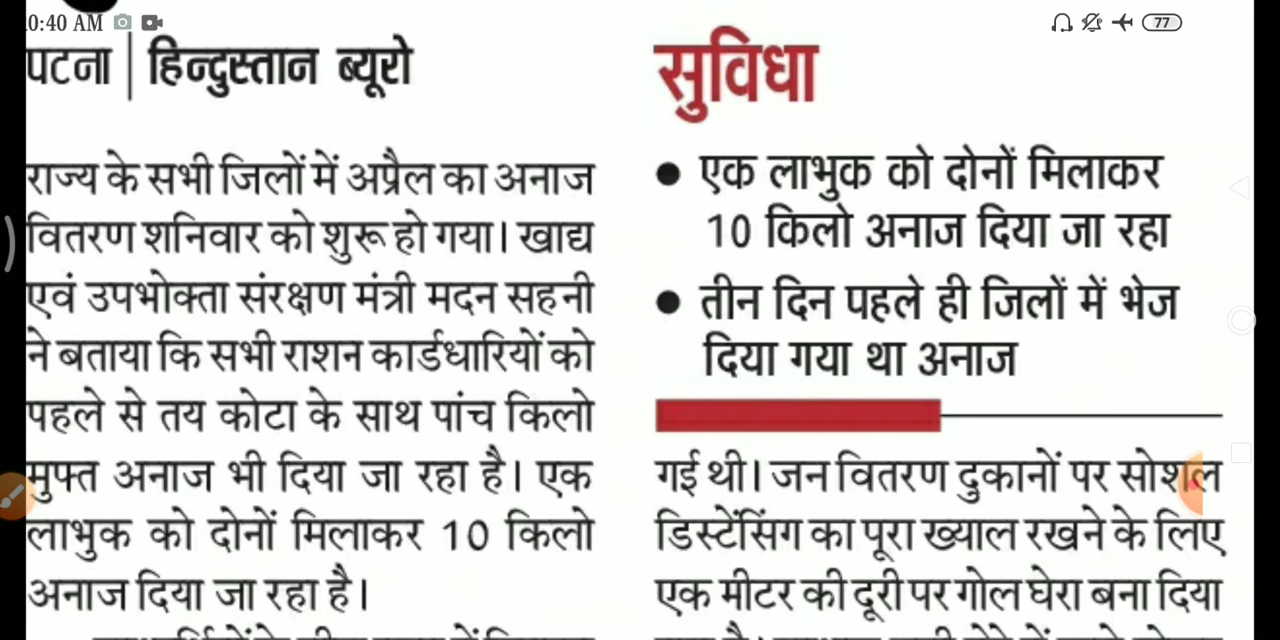 0:40 AM
77
पटना | हिन्दुस्तान ब्यूरो
राज्य के सभी जिलों में अप्रैल का अनाज
वितरण शनिवार को शुरू हो गया। खाद्य
एवं उपभोक्ता संरक्षण मंत्री मदन सहनी
ने बताया कि सभी राशन कार्डधारियों को
पहले से तय कोटा के साथ पांच किलो
मुफ्त अनाज भी दिया जा रहा है। एक
लाभुक को दोनों मिलाकर 10 किलो
अनाज दिया जा रहा है।
सुविधा
● एक लाभुक को दोनों मिलाकर
10 किलो अनाज दिया जा रहा
● तीन दिन पहले ही जिलों में भेज
दिया गया था अनाज
गई थी। जन वितरण दुकानों पर सोशल
डिस्टेंसिंग का पूरा ख्याल रखने के लिए
एक मीटर की दूरी पर गोल घेरा बना दिया